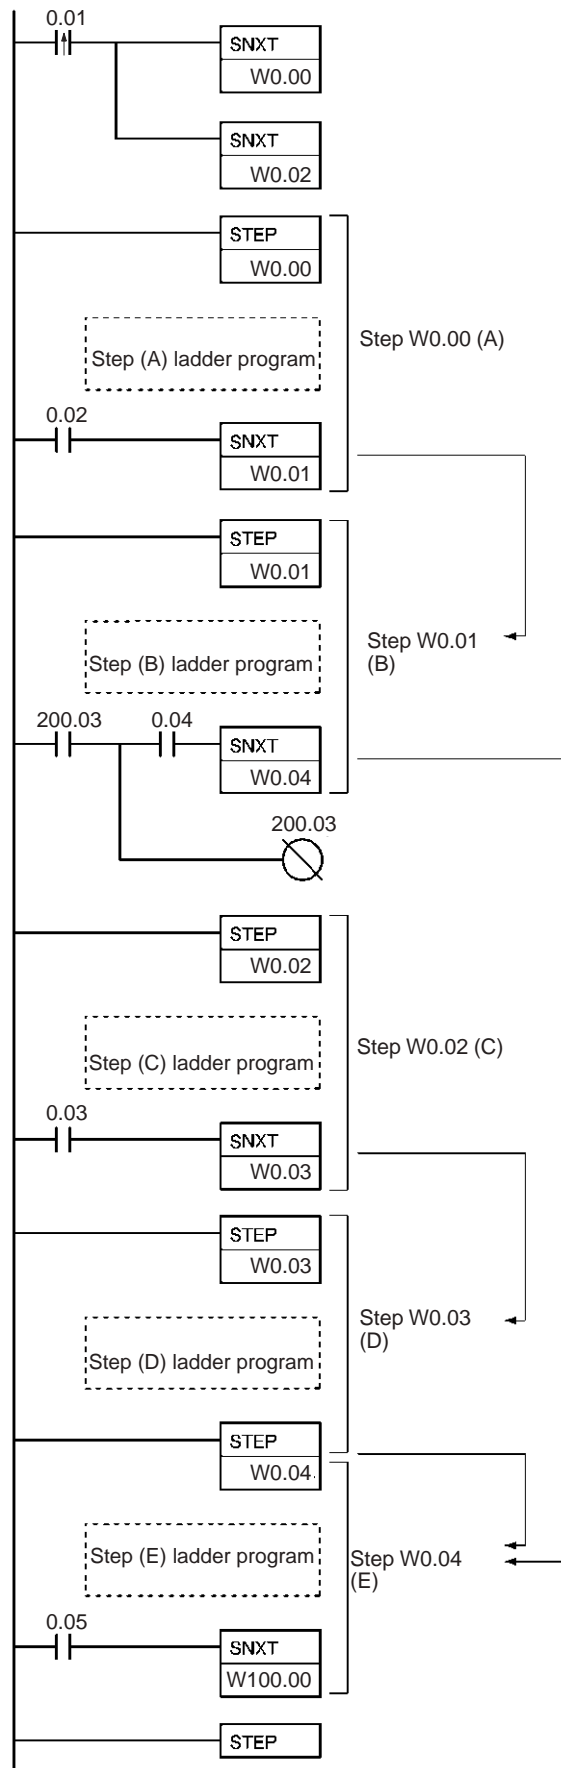 0.01
SNXT
W0.00
SNXT
W0.02
STEP
W0.00
Step (A) ladder program
Step W0.00 (A)
0.02
SNXT
W0.01
STEP
W0.01
Step (B) ladder program
Step W0.01
(B)
200.03
0.04
SNXT
W0.04
200.03
STEP
W0.02
Step (C) ladder program
Step W0.02 (C)
0.03
SNXT
W0.03
STEP
W0.03
Step (D) ladder program
Step W0.03
(D)
STEP
W0.04
Step (E) ladder program
Step W0.04
(E)
0.05
SNXT
W100.00
STEP